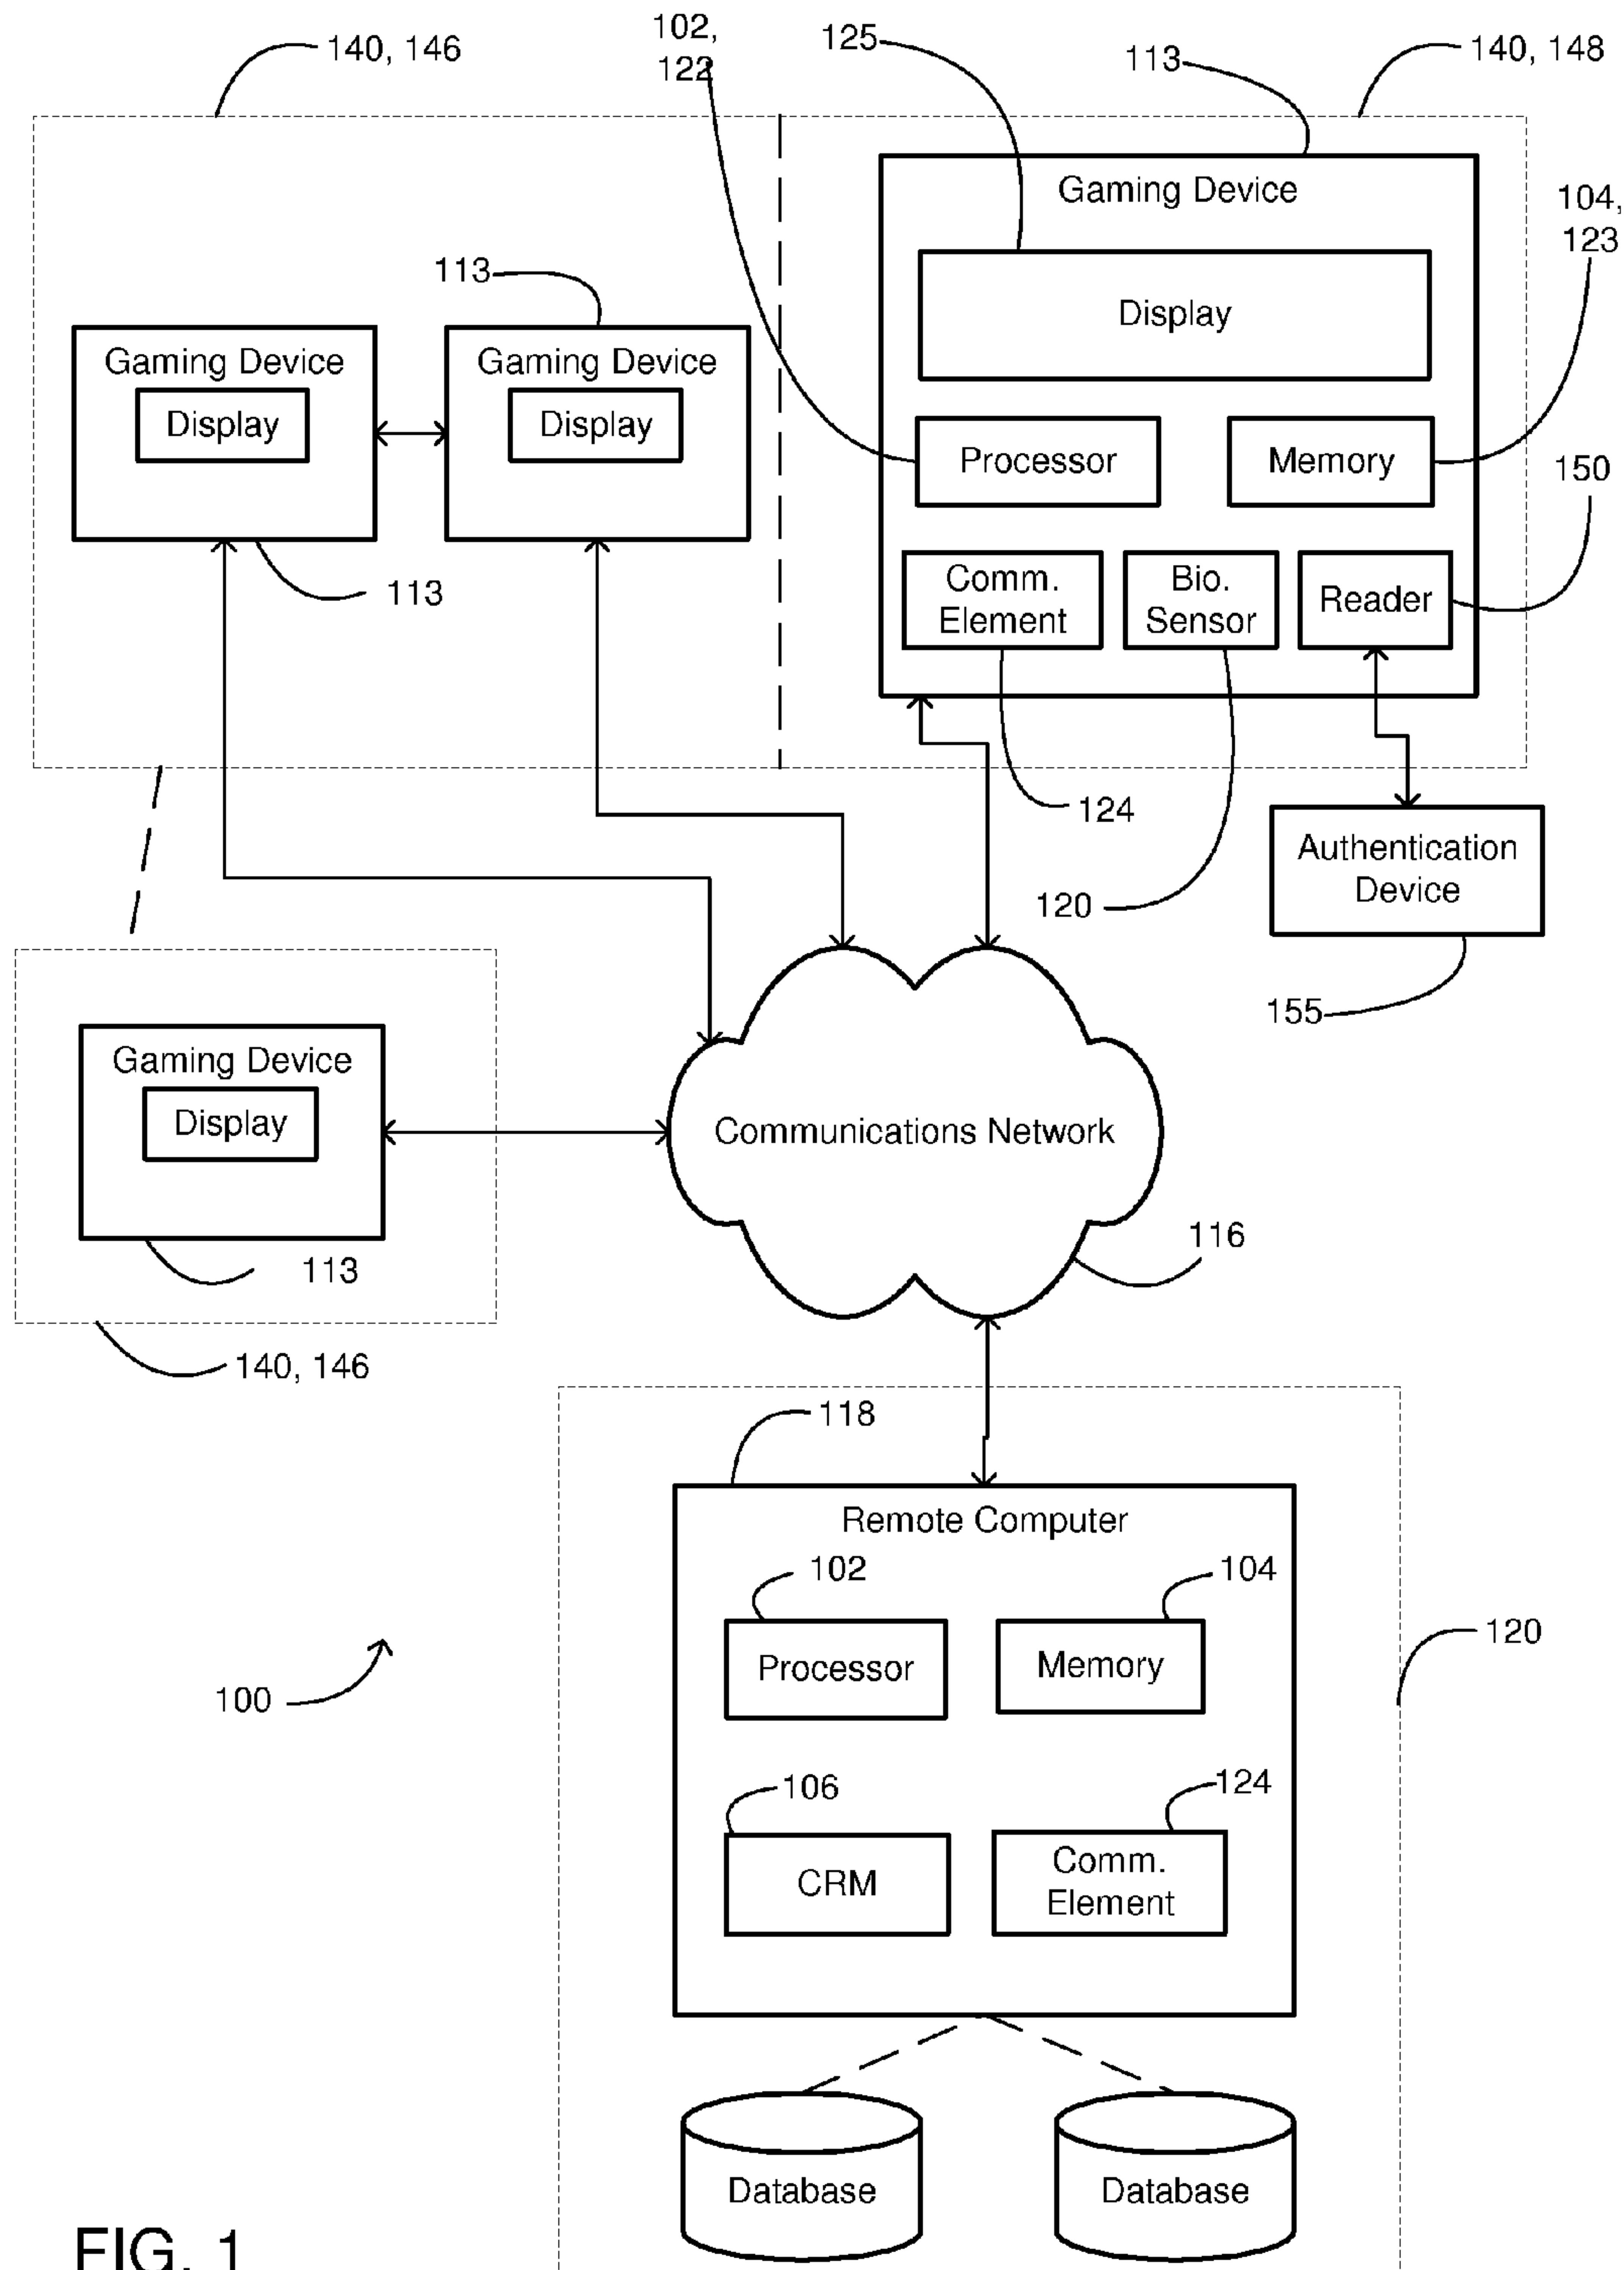 140, 146
102,
122
125
113
140, 148
Gaming Device
104,
123
113
Display
Gaming Device
Gaming Device
Display
Display
Processor
Memory
150
Comm.
Element
Bio.
Sensor
Reader
113
124
Authentication
Device
120
155
Gaming Device
Display
Communications Network
116
113
140, 146
118
Remote Computer
102
104
120
Processor
Memory
100
106
124
CRM
Comm.
Element
Database
Database
FIG. 1